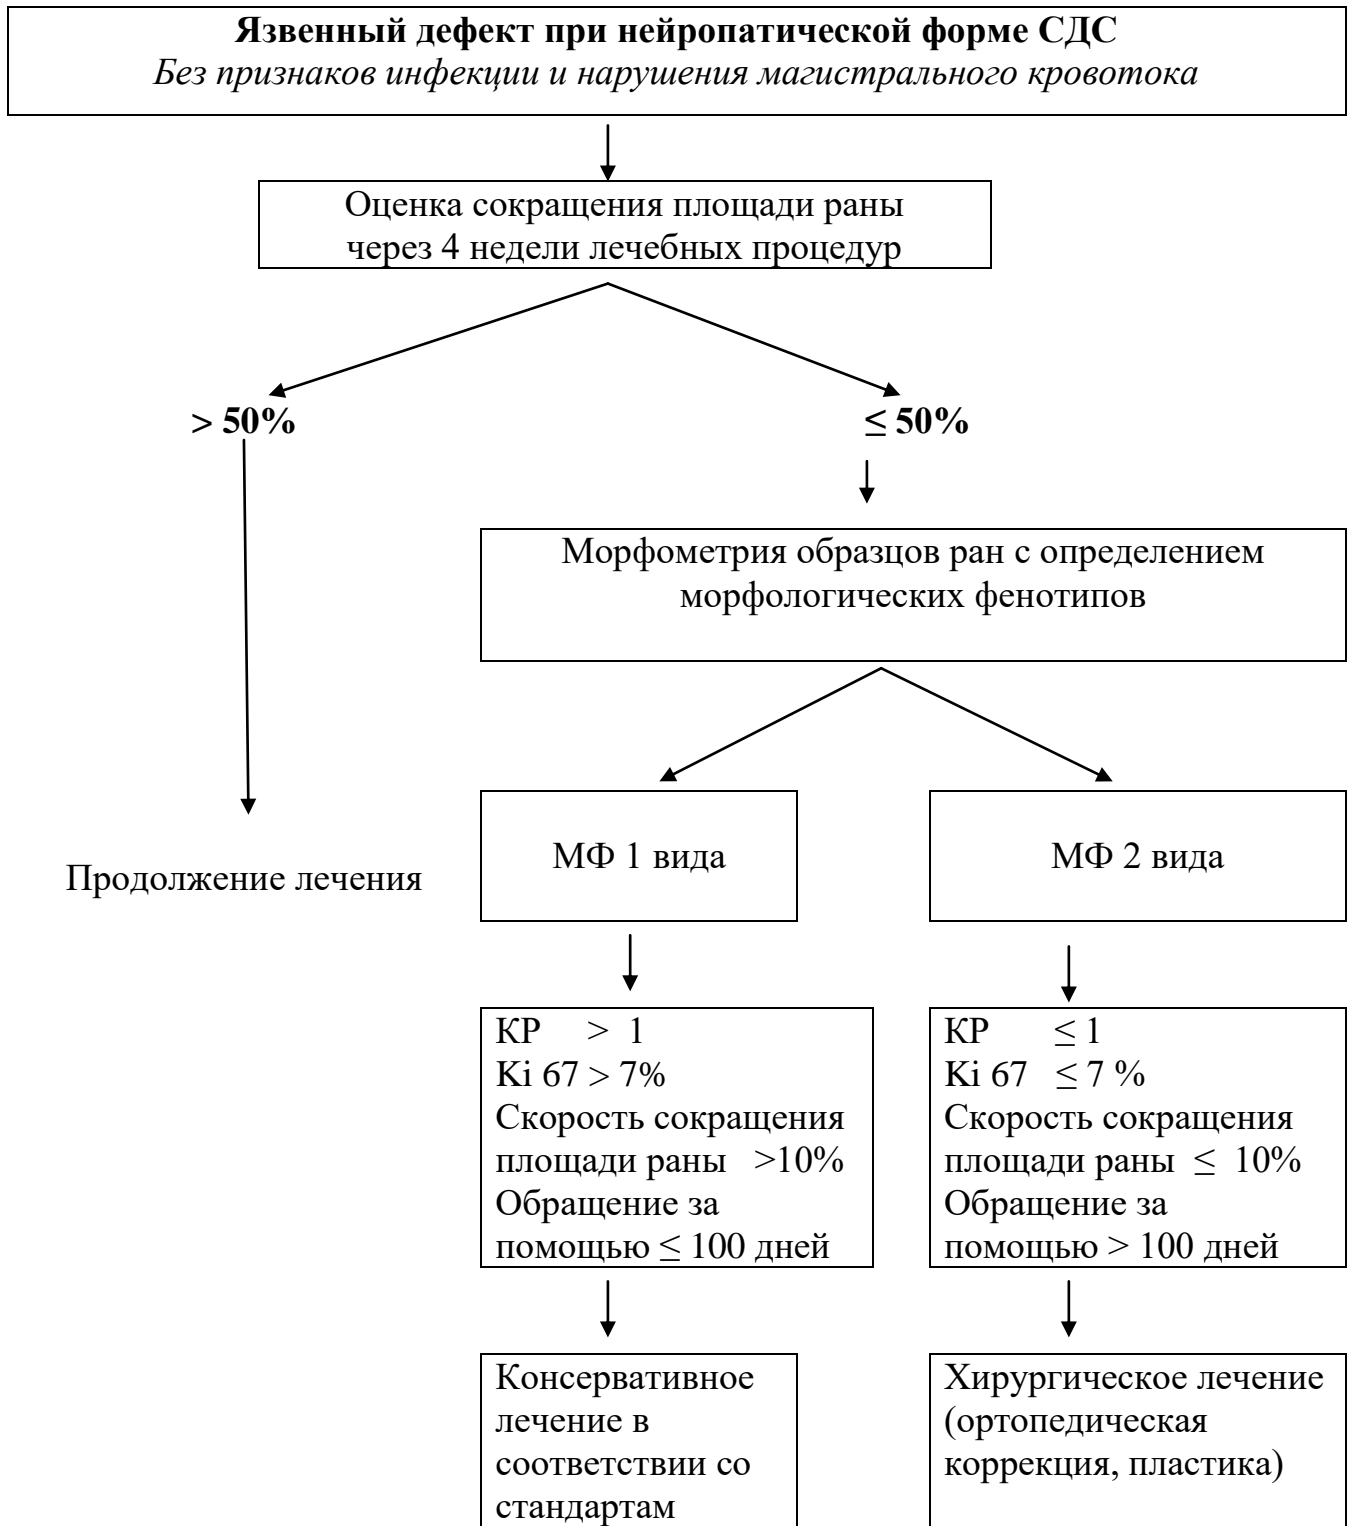 Язвенный дефект при нейропатической форме СДС
Без признаков инфекции и нарушения магистрального кровотока
Оценка сокращения площади раны
через 4 недели лечебных процедур
> 50%
≤ 50%
Морфометрия образцов ран с определением
морфологических фенотипов
МФ 1 вида
МФ 2 вида
Продолжение лечения
КР > 1
Ki 67 > 7%
Скорость сокращения
площади раны >10%
Обращение за
помощью ≤ 100 дней
КР ≤ 1
Ki 67 ≤ 7 %
Скорость сокращения
площади раны ≤ 10%
Обращение за
помощью > 100 дней
Консервативное
лечение в
соответствии со
стандартам
Хирургическое лечение
(ортопедическая
коррекция, пластика)